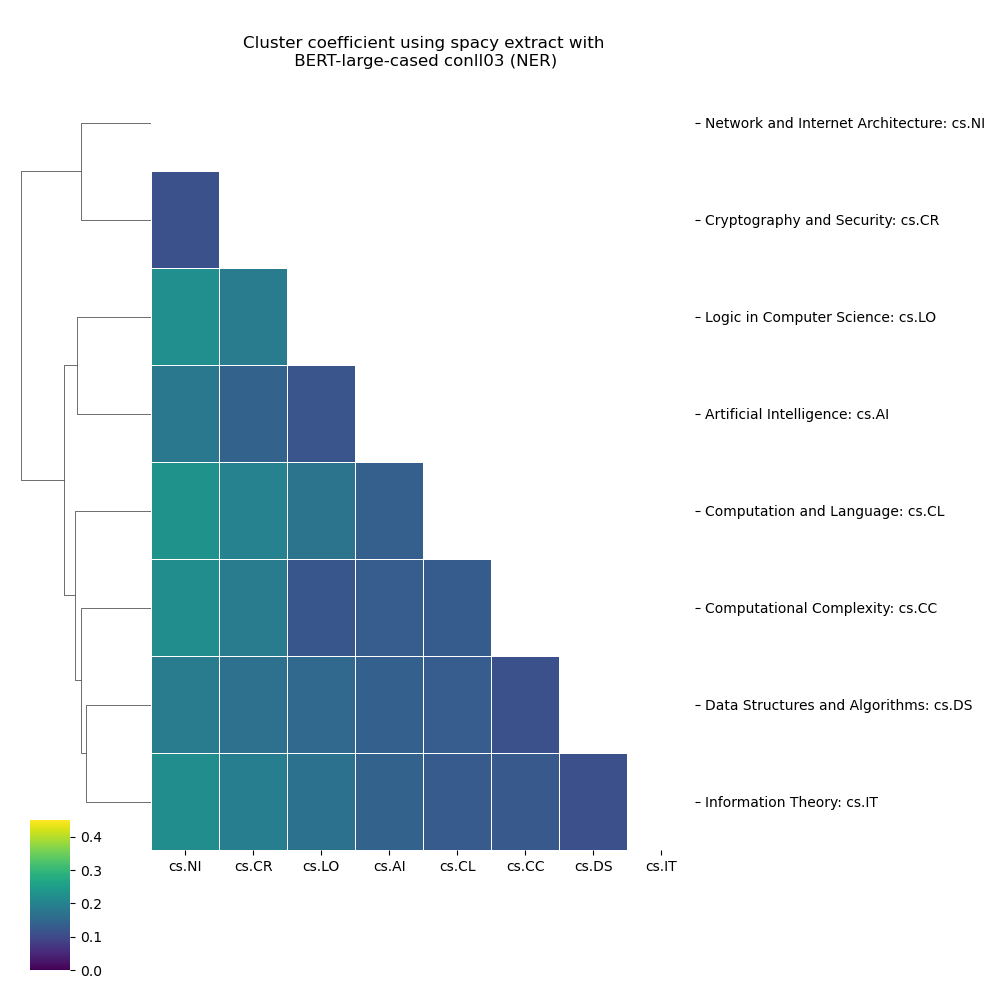 Cluster coefficient using spacy extract with
BERT-large-cased conll03 (NER)
Network and Internet Architecture: cs.NI
Cryptography and Security: cs.CR
Logic in Computer Science: cs.LO
Artificial Intelligence: cs.AI
Computation and Language: cs.CL
Computational Complexity: cs.CC
Data Structures and Algorithms: cs.DS
Information Theory: cs.IT
0.4
0.3
0.2
0.1
0.0
cs.NI cs.CR cs.LO cs.AI cs.CL cs.CC cs.DS cs.IT